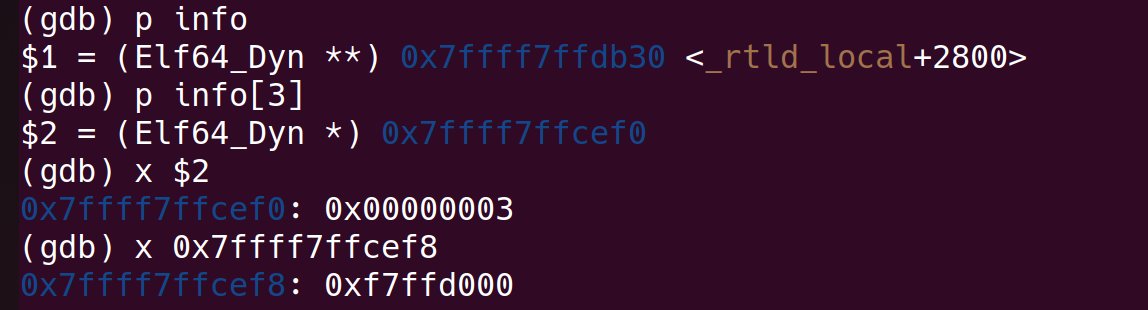 (gdb) p info
$1 = (Elf64_Dyn **) 0x7ffff7ffdb30 <_rtld_local+2800>
(gdb) p info[3]
$2 = (Elf64_Dyn *) 0x7ffff7ffcef0
(gdb) x $2
0x7ffff7ffcef0: 0x00000003
(gdb) x 0x7ffff7ffcef8
0x7ffff7ffcef8: 0xf7ffd000